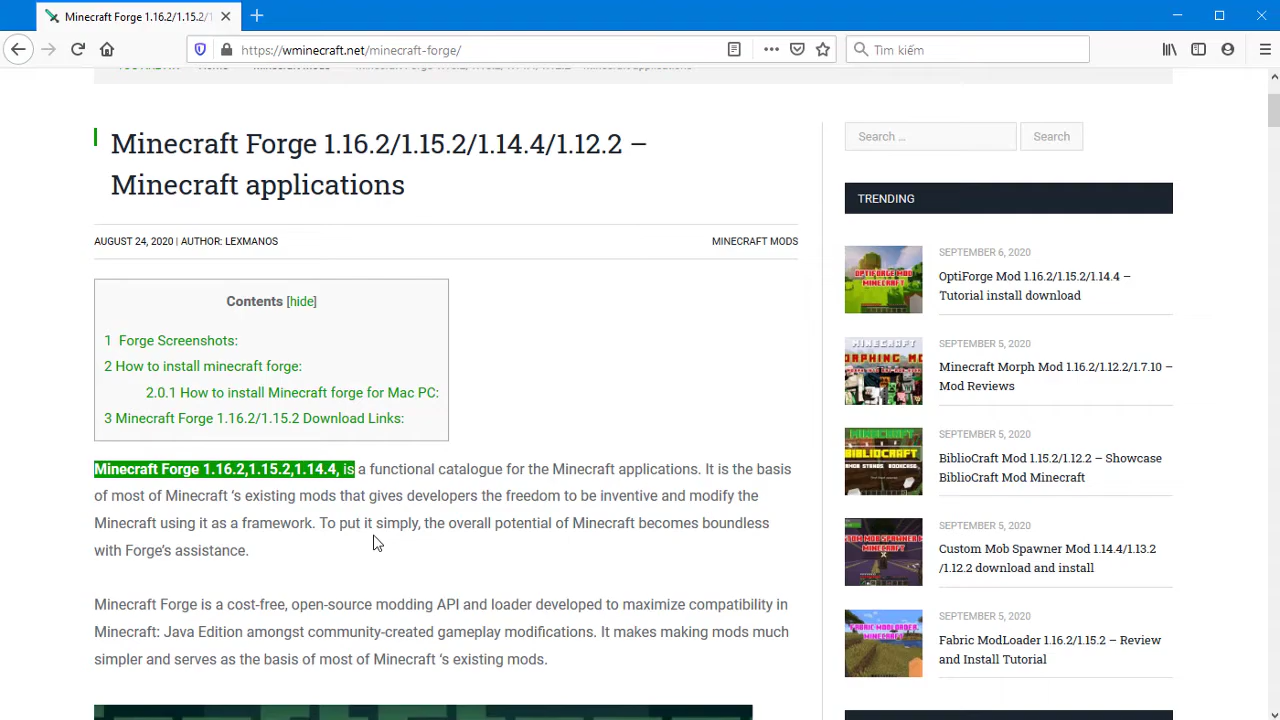 Minecraft Forge 1.16.2/1.15.2/1
https://wminecraft.net/minecraft-forge/
Tìm kiếm
Minecraft Forge 1.16.2/1.15.2/1.14.4/1.12.2 –
Minecraft applications
AUGUST 24, 2020 | AUTHOR: LEXMANOS
MINECRAFT MODS
Contents [hide]
1 Forge Screenshots:
2 How to install minecraft forge:
2.0.1 How to install Minecraft forge for Mac PC:
3 Minecraft Forge 1.16.2/1.15.2 Download Links:
Minecraft Forge 1.16.2,1.15.2,1.14.4, is a functional catalogue for the Minecraft applications. It is the basis
of most of Minecraft ‘s existing mods that gives developers the freedom to be inventive and modify the
Minecraft using it as a framework. To put it simply, the overall potential of Minecraft becomes boundless
with Forge’s assistance.
Minecraft Forge is a cost-free, open-source modding API and loader developed to maximize compatibility in
Minecraft: Java Edition amongst community-created gameplay modifications. It makes making mods much
simpler and serves as the basis of most of Minecraft ‘s existing mods.
Search …
Search
TRENDING
SEPTEMBER 6, 2020
OptiForge Mod 1.16.2/1.15.2/1.14.4 –
Tutorial install download
OPTIFORGE MOD
MINECRAFT
SEPTEMBER 5, 2020
Minecraft Morph Mod 1.16.2/1.12.2/1.7.10 –
Mod Reviews
MINECRAFT
MORPHING MO
SEPTEMBER 5, 2020
BiblioCraft Mod 1.15.2/1.12.2 – Showcase
BiblioCraft Mod Minecraft
BIBLIOCRAFT
SEPTEMBER 5, 2020
Custom Mob Spawner Mod 1.14.4/1.13.2
/1.12.2 download and install
MINECRAFT
SEPTEMBER 5, 2020
Fabric ModLoader 1.16.2/1.15.2 – Review
and Install Tutorial
FABRIC MODLOADER
MINECRAFT